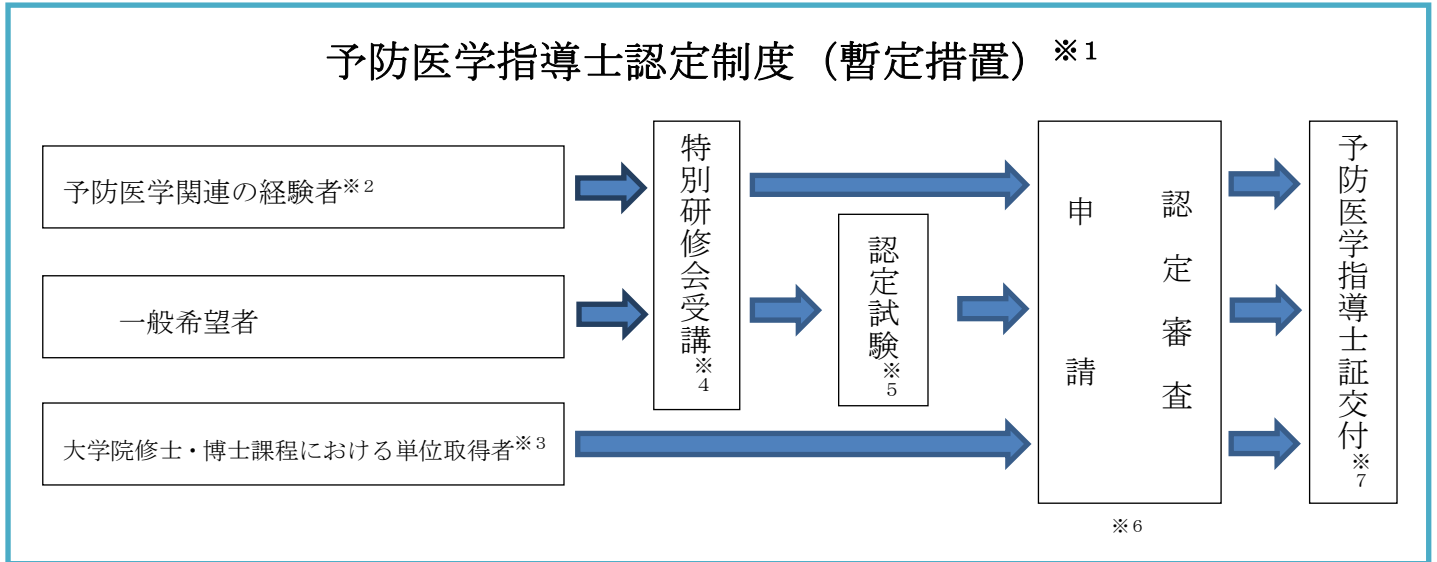 予防医学指導士認定制度（暫定措置）※1
予防医学関連の経験者※2
一般希望者
大学院修士・博士課程における単位取得者※3
特別研修会受講※4
認定試験※5
認定審査
申請
※6
予防医学指導士証交付※7